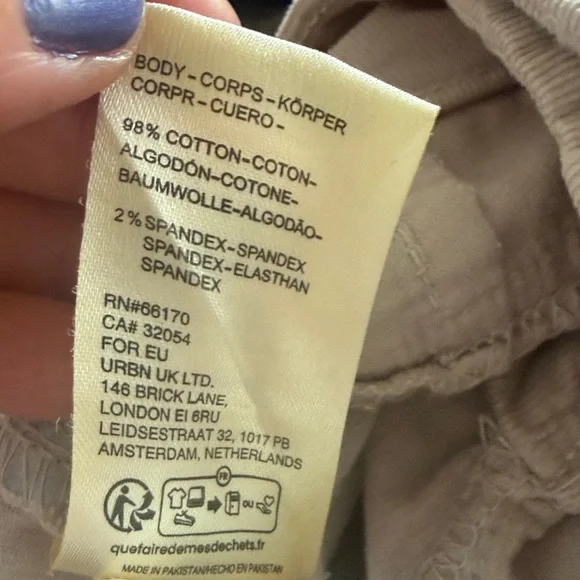 BODY-CORPS-KÖRPER
CORPR-CUERO-
98% COTTON-COTON-
ALGODÓN-COTONE-
BAUMWOLLE-ALGODÃO-
2% SPANDEX-SPANDEX
SPANDEX-ELASTHAN
SPANDEX
RN#66170
CA# 32054
FOR EU
URBN UK LTD.
146 BRICK LANE,
LONDON E1 6RU
LEIDSESTRAAT 32, 1017 PB
AMSTERDAM, NETHERLANDS
FR
OU
quefairedemesdechets.fr
MADE IN PAKISTAN/HECHO EN PAKISTAN